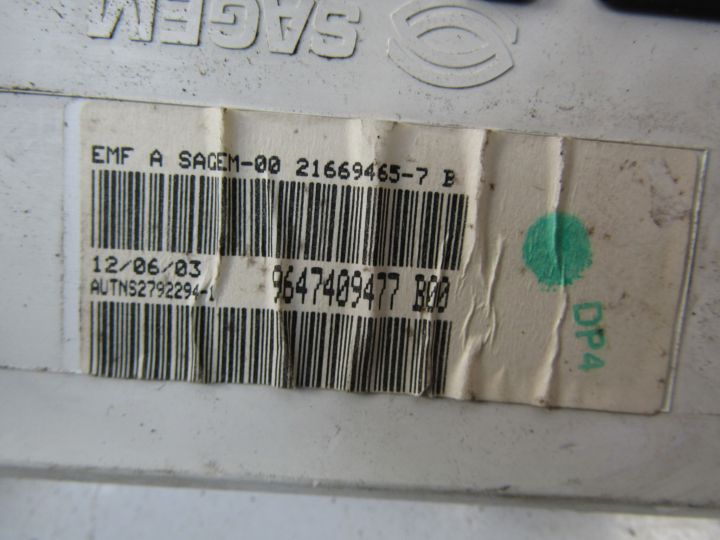 SAGEM
EMF A SAGEM-00 21669465-7 B
12/06/03
AUTNS2792294-1
9647409477 B00
DP4